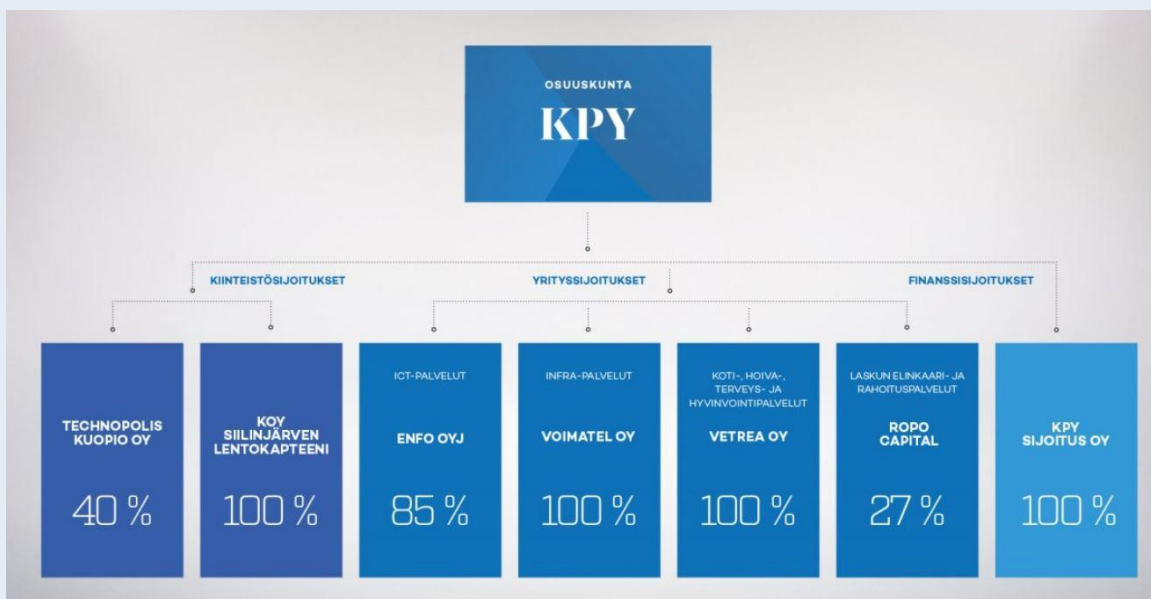 OSUUSKUNTA
KPY
KIINTEISTÖSIJOITUKSET
YRITYSSIJOITUKSET
FINANSSISIJOITUKSET
TECHNOPOLIS
KUOPIO OY
40 %
KOY
SIILINJÄRVEN
LENTOKAPTEENI
100 %
ICT-PALVELUT
ENFO OYJ
85 %
INFRA-PALVELUT
VOIMATEL OY
100 %
KOTI-, HOIVA-,
TERVEYS- JA
HYVINVOINTIPALVELUT
VETREA OY
100 %
LASKUN ELINKAARI- JA
RAHOITUSPALVELUT
ROPO
CAPITAL
27 %
KPY
SIJOITUS OY
100 %